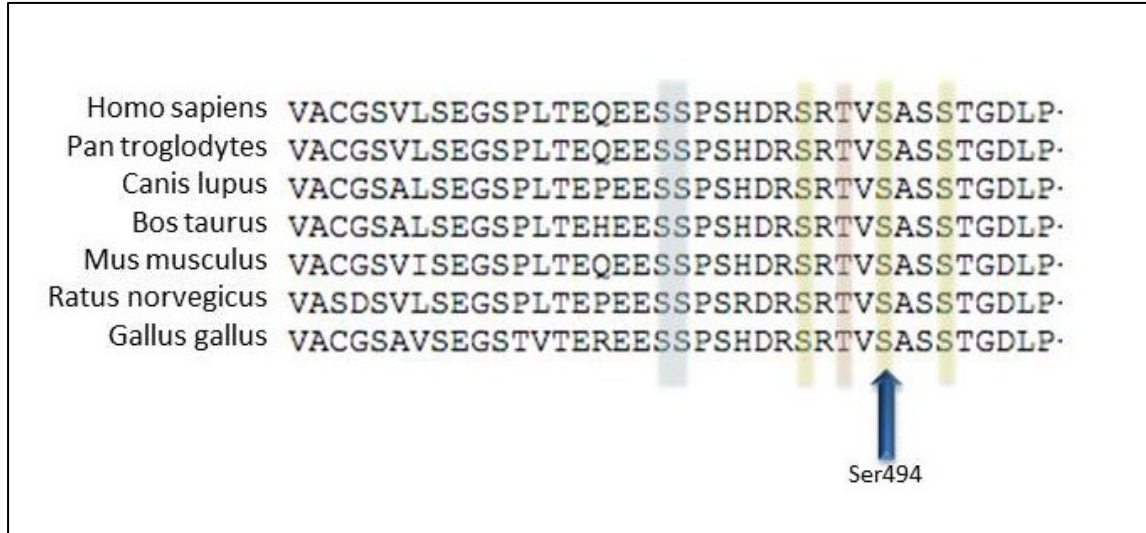 Homo sapiens VACGSVLSEGSPLTEQEESSPSHDRSRTVSASSTGDLP·
Pan troglodytes VACGSVLSEGSPLTEQEESSPSHDRSRTVSASSTGDLP·
Canis lupus VACGSALSEGSPLTEPEESSPSHDRSRTVSASSTGDLP·
Bos taurus VACGSALSEGSPLTEHEESSPSHDRSRTVSASSTGDLP·
Mus musculus VACGSVISEGSPLTEQEESSPSHDRSRTVSASSTGDLP·
Ratus norvegicus VASDSVLSEGSPLTEPEESSPSRDRSRTVSASSTGDLP·
Gallus gallus VACGSAVSEGSTVTEREESSPSHDRSRTVSASSTGDLP·
Ser494